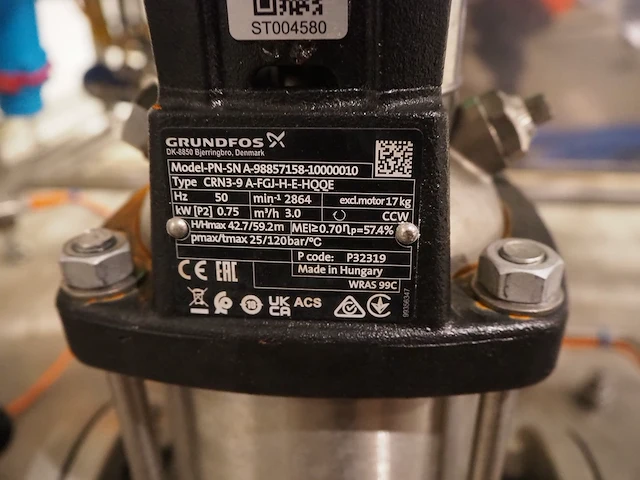 ST004580
GRUNDFOS
DK-8850 Bjerringbro, Denmark
Model-PN-SN A-98857158-10000010
Type CRN3-9 A-FGJ-H-E-HQQE
Hz 50 min⁻¹ 2864 excl.motor 17 kg
kW [P2] 0.75 m³/h 3.0 CCW
H/Hmax 42.7/59.2 m MEI≥0.70 ηp=57.4%
pmax/tmax 25/120 bar/°C
P code: P32319
Made in Hungary
WRAS 99C
CE EAC
UK CA ACS